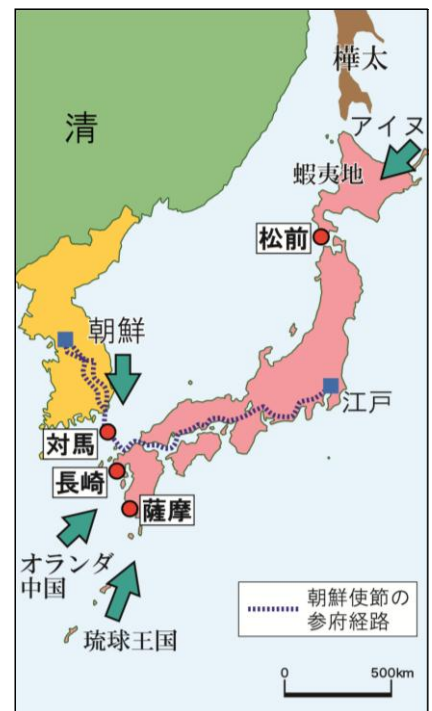 樺太
アイヌ
清
蝦夷地
松前
朝鮮
江戸
対馬
長崎
薩摩
オランダ
中国
琉球王国
朝鮮使節の
参府経路
0 500km